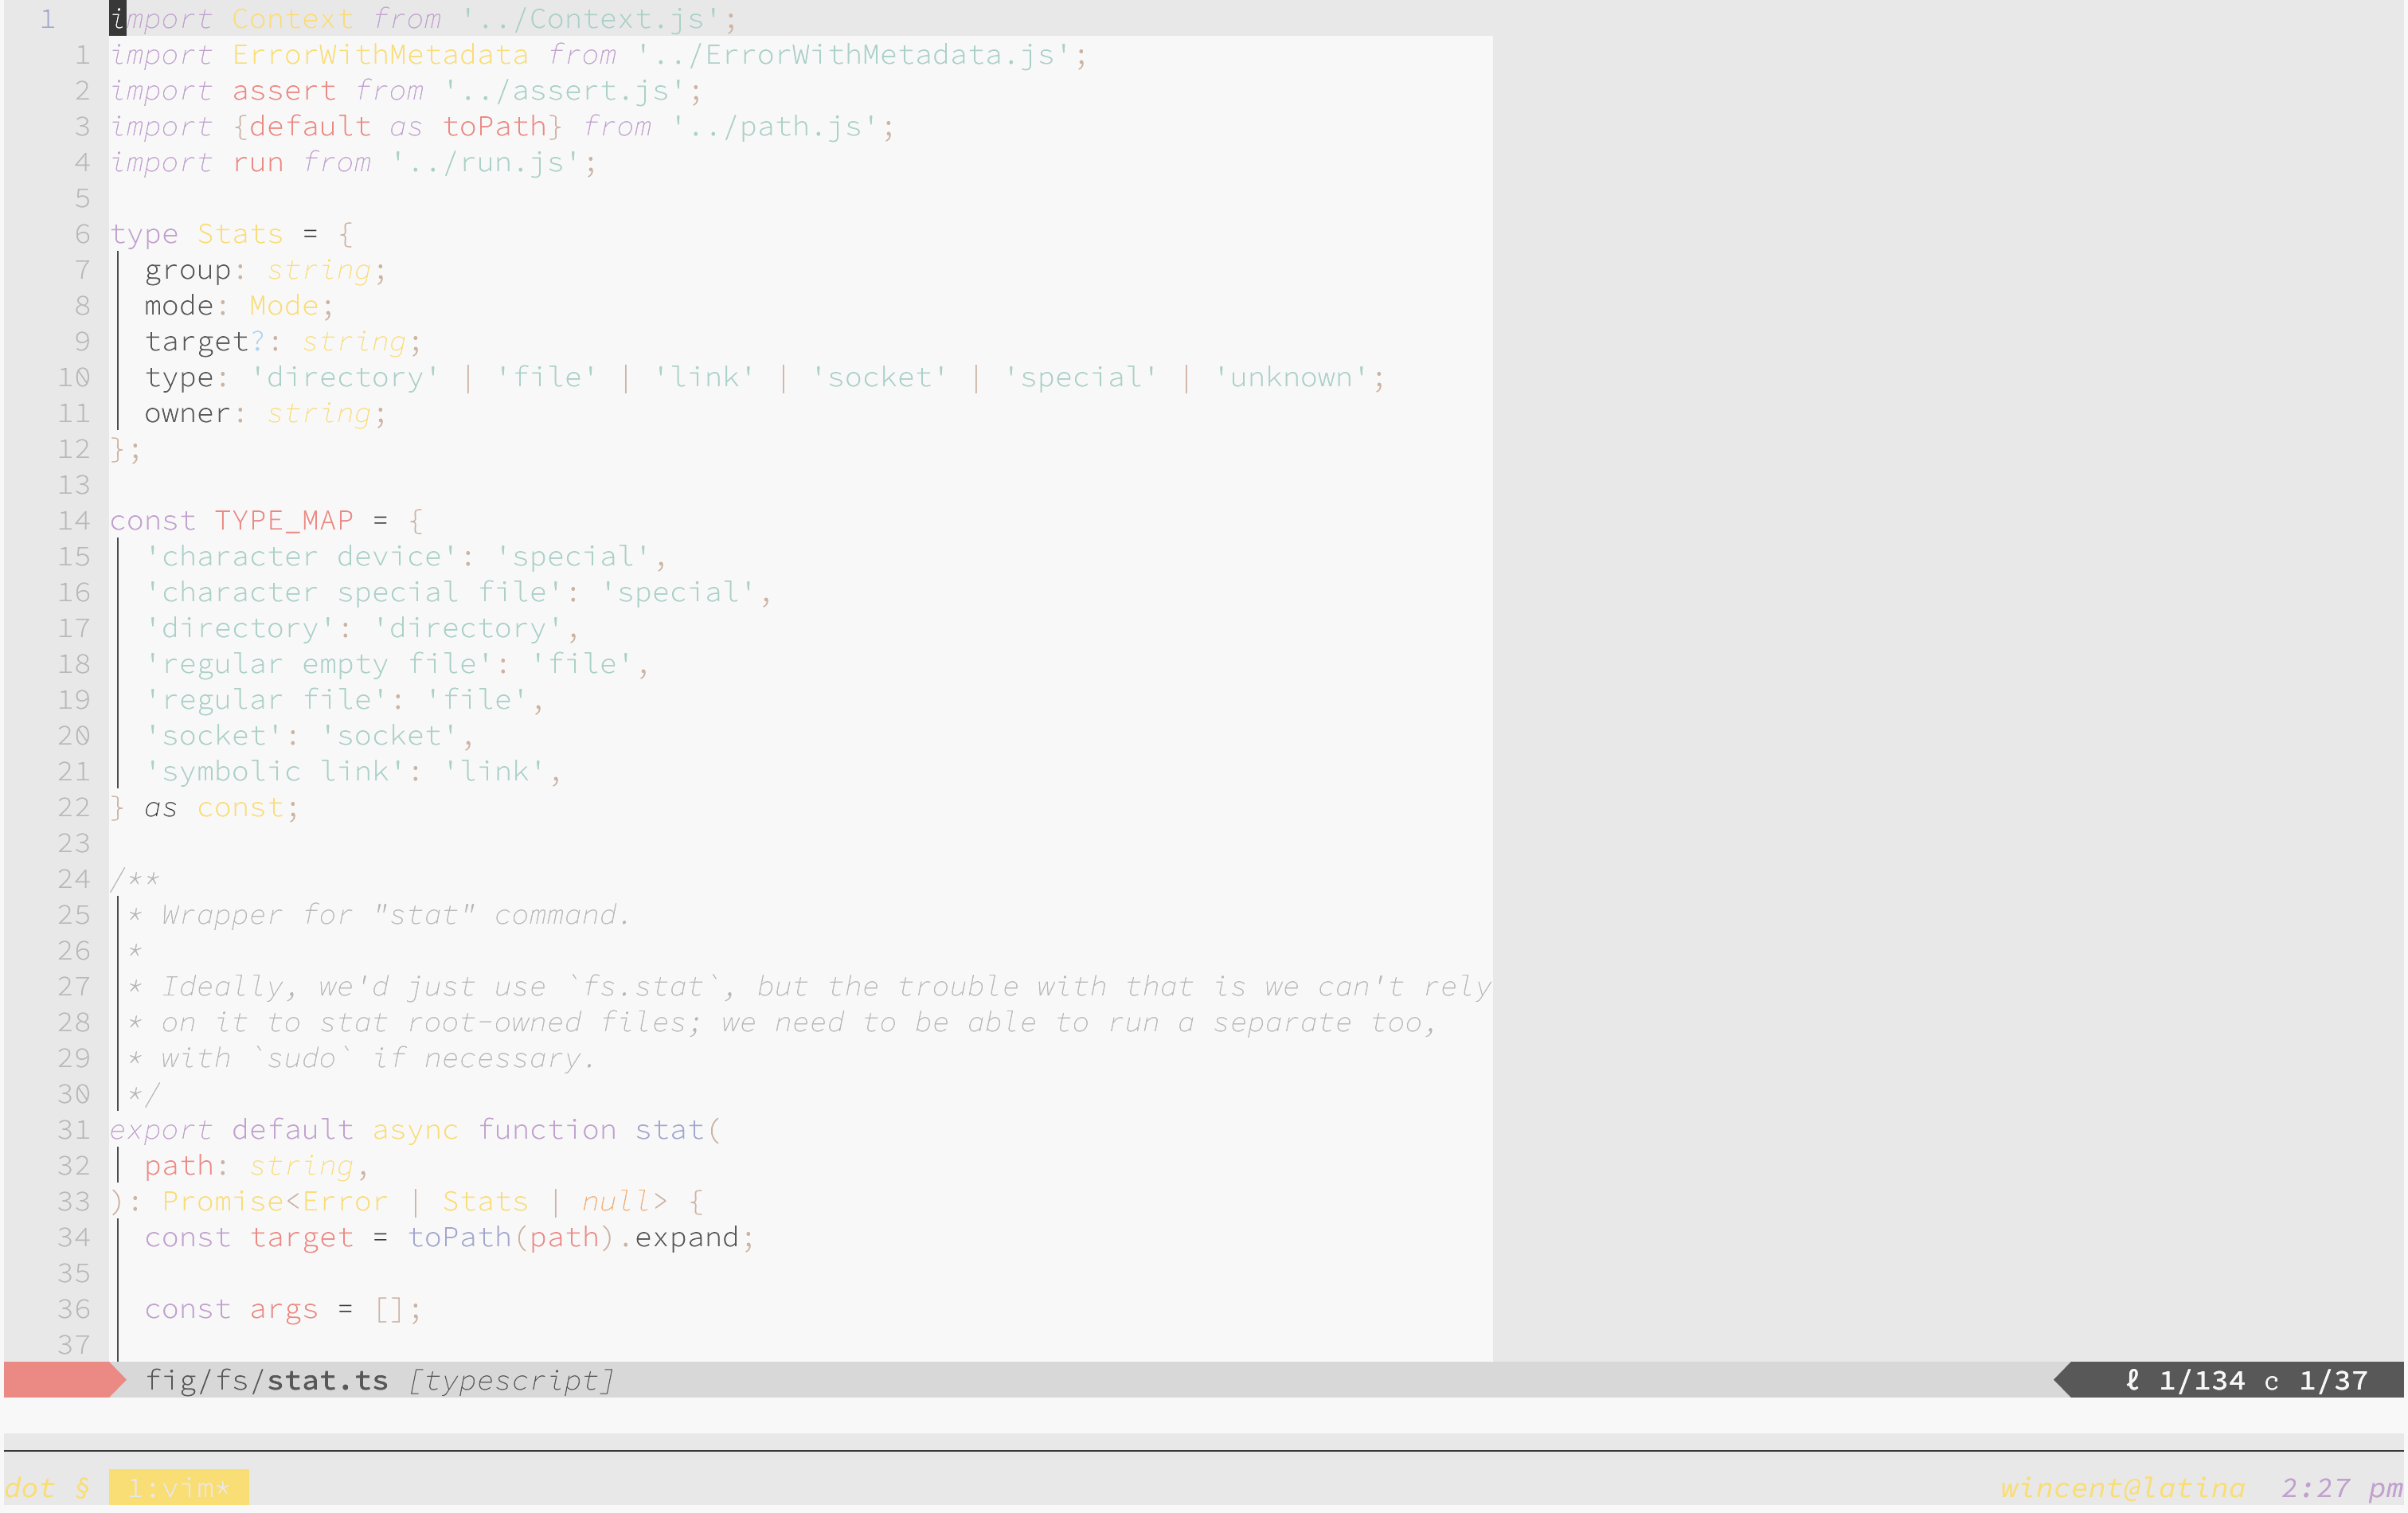 1 import Context from '../Context.js';
1 import ErrorWithMetadata from '../ErrorWithMetadata.js';
2 import assert from '../assert.js';
3 import {default as toPath} from '../path.js';
4 import run from '../run.js';
5
6 type Stats = {
7   group: string;
8   mode: Mode;
9   target?: string;
10   type: 'directory' | 'file' | 'link' | 'socket' | 'special' | 'unknown';
11   owner: string;
12 };
13
14 const TYPE_MAP = {
15   'character device': 'special',
16   'character special file': 'special',
17   'directory': 'directory',
18   'regular empty file': 'file',
19   'regular file': 'file',
20   'socket': 'socket',
21   'symbolic link': 'link',
22 } as const;
23
24 /**
25  * Wrapper for "stat" command.
26  *
27  * Ideally, we'd just use `fs.stat`, but the trouble with that is we can't rely
28  * on it to stat root-owned files; we need to be able to run a separate too,
29  * with `sudo` if necessary.
30  */
31 export default async function stat(
32   path: string,
33 ): Promise<Error | Stats | null> {
34   const target = toPath(path).expand;
35
36   const args = [];
37
fig/fs/stat.ts [typescript] ℓ 1/134 c 1/37
dot § 1:vim* wincent@latina 2:27 pm